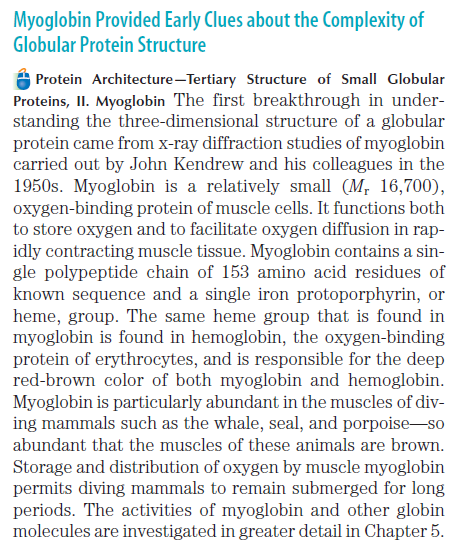 Myoglobin Provided Early Clues about the Complexity of
Globular Protein Structure
Protein Architecture—Tertiary Structure of Small Globular
Proteins, II. Myoglobin The first breakthrough in under-
standing the three-dimensional structure of a globular
protein came from x-ray diffraction studies of myoglobin
carried out by John Kendrew and his colleagues in the
1950s. Myoglobin is a relatively small (Mr 16,700),
oxygen-binding protein of muscle cells. It functions both
to store oxygen and to facilitate oxygen diffusion in rap-
idly contracting muscle tissue. Myoglobin contains a sin-
gle polypeptide chain of 153 amino acid residues of
known sequence and a single iron protoporphyrin, or
heme, group. The same heme group that is found in
myoglobin is found in hemoglobin, the oxygen-binding
protein of erythrocytes, and is responsible for the deep
red-brown color of both myoglobin and hemoglobin.
Myoglobin is particularly abundant in the muscles of div-
ing mammals such as the whale, seal, and porpoise—so
abundant that the muscles of these animals are brown.
Storage and distribution of oxygen by muscle myoglobin
permits diving mammals to remain submerged for long
periods. The activities of myoglobin and other globin
molecules are investigated in greater detail in Chapter 5.